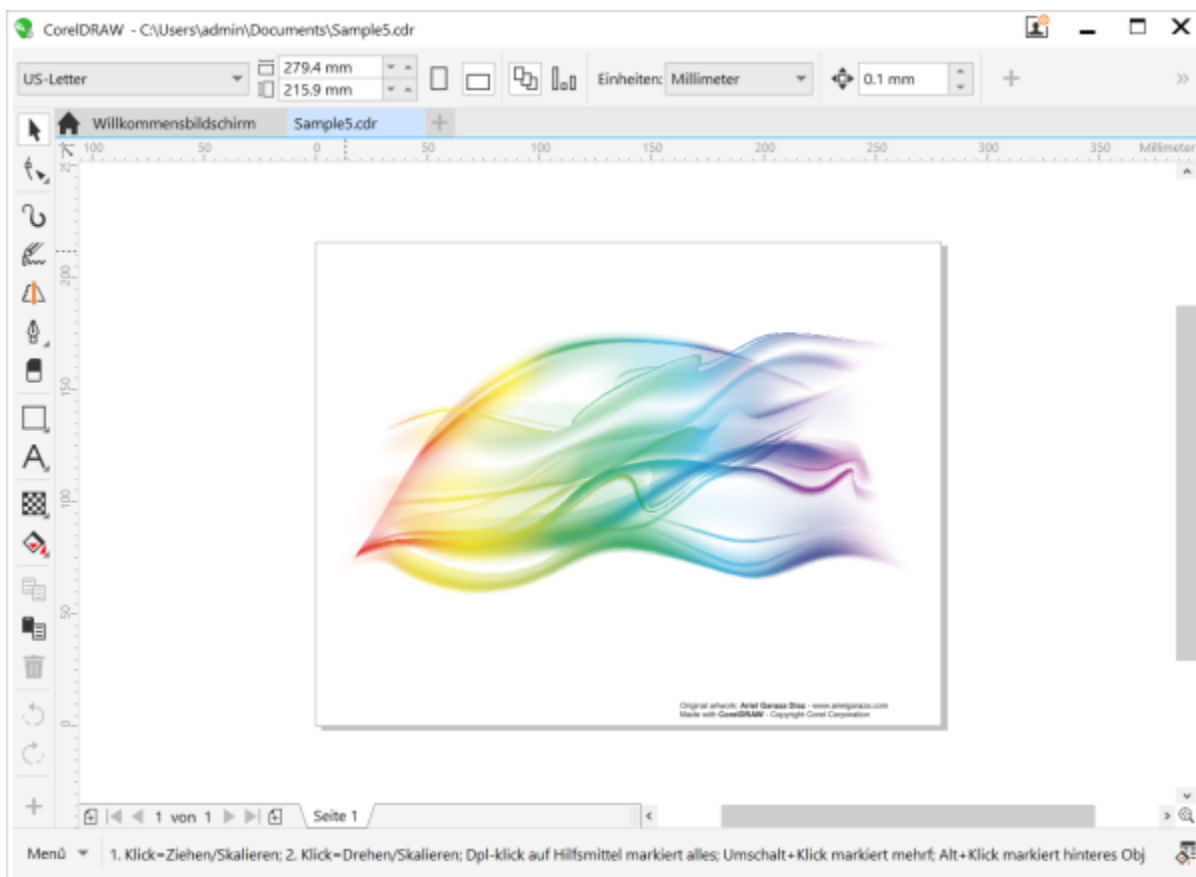 CorelDRAW - C:\Users\admin\Documents\Sample5.cdr
US-Letter
279.4 mm
215.9 mm
Einheiten: Millimeter
0.1 mm
Willkommensbildschirm
Sample5.cdr
100 50 0 50 100 150 200 250 300 350 Millimeter
200
150
100
50
0
Original artwork: Ariel Garaza Diaz - www.arielgaraza.com
Made with CorelDRAW - Copyright Corel Corporation
1 von 1
Seite 1
Menü
1. Klick=Ziehen/Skalieren; 2. Klick=Drehen/Skalieren; Dpl-klick auf Hilfsmittel markiert alles; Umschalt+Klick markiert mehrf; Alt+Klick markiert hinteres Obj